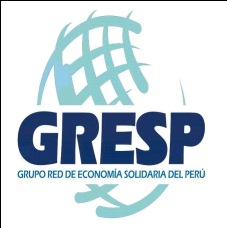 GRESP
GRUPO RED DE ECONOMÍA SOLIDARIA DEL PERÚ